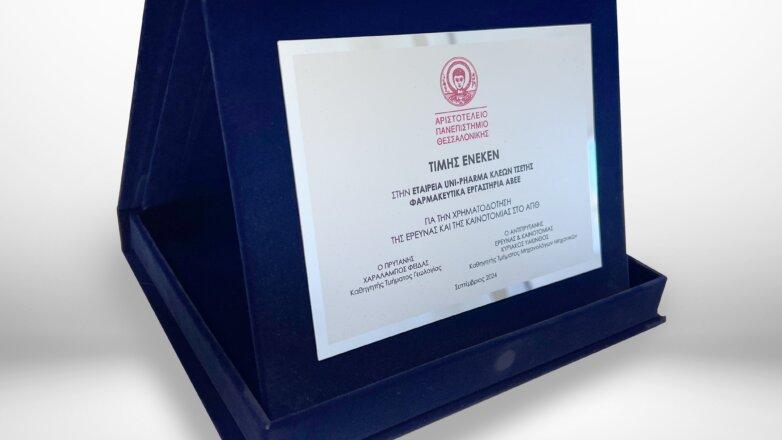 ΑΡΙΣΤΟΤΕΛΕΙΟ
ΠΑΝΕΠΙΣΤΗΜΙΟ
ΘΕΣΣΑΛΟΝΙΚΗΣ
ΤΙΜΗΣ ΕΝΕΚΕΝ
ΣΤΗΝ ΕΤΑΙΡΕΙΑ UNI-PHARMA ΚΛΕΩΝ ΤΣΕΤΗΣ
ΦΑΡΜΑΚΕΥΤΙΚΑ ΕΡΓΑΣΤΗΡΙΑ ΑΒΕΕ
ΓΙΑ ΤΗΝ ΧΡΗΜΑΤΟΔΟΤΗΣΗ
ΤΗΣ ΕΡΕΥΝΑΣ ΚΑΙ ΤΗΣ ΚΑΙΝΟΤΟΜΙΑΣ ΣΤΟ ΑΠΘ
Ο ΠΡΥΤΑΝΗΣ
ΧΑΡΑΛΑΜΠΟΣ ΦΕΙΔΑΣ
Καθηγητής Τμήματος Γεωλογίας
Ο ΑΝΤΙΠΡΥΤΑΝΗΣ
ΕΡΕΥΝΑΣ & ΚΑΙΝΟΤΟΜΙΑΣ
ΚΥΡΙΑΚΟΣ ΥΑΚΙΝΘΟΣ
Καθηγητής Τμήματος Μηχανολόγων Μηχανικών
Σεπτέμβριος 2024